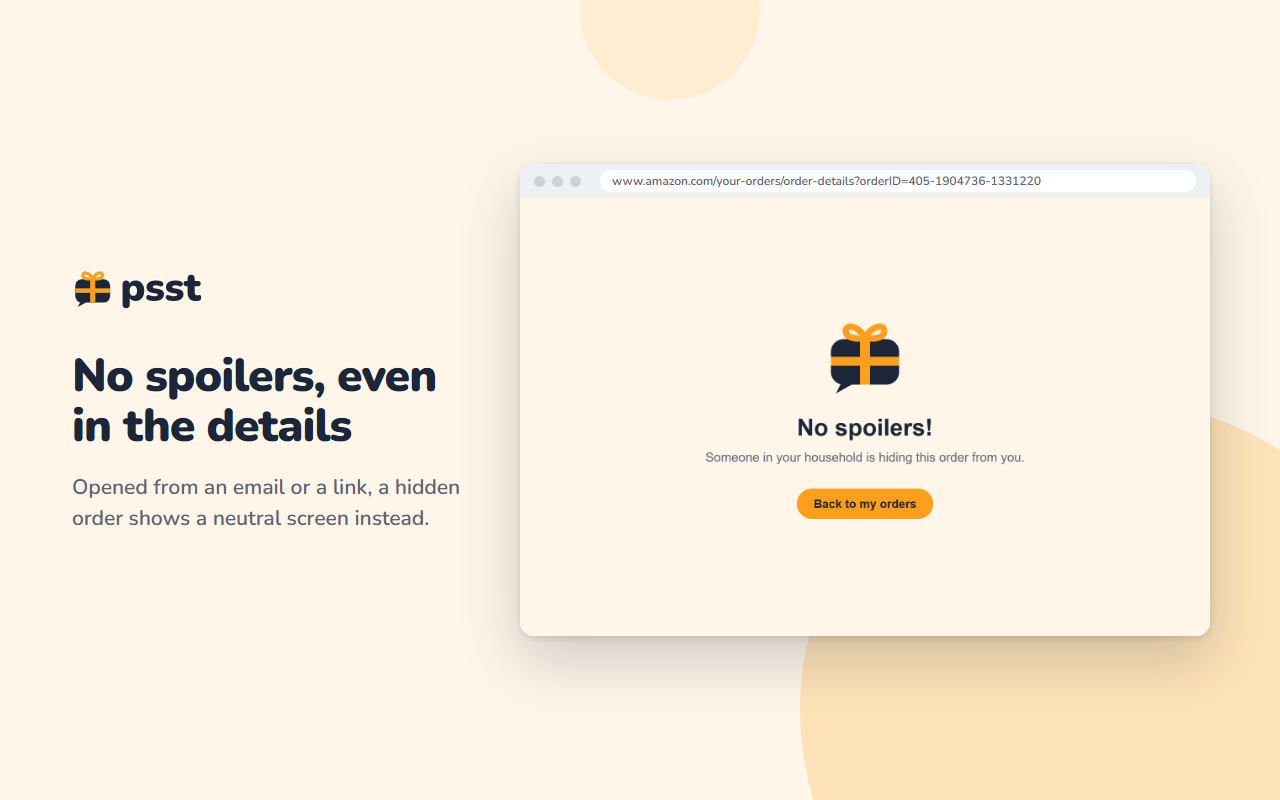 psst
No spoilers, even
in the details
Opened from an email or a link, a hidden
order shows a neutral screen instead.
www.amazon.com/your-orders/order-details?orderID=405-1904736-1331220
No spoilers!
Someone in your household is hiding this order from you.
Back to my orders